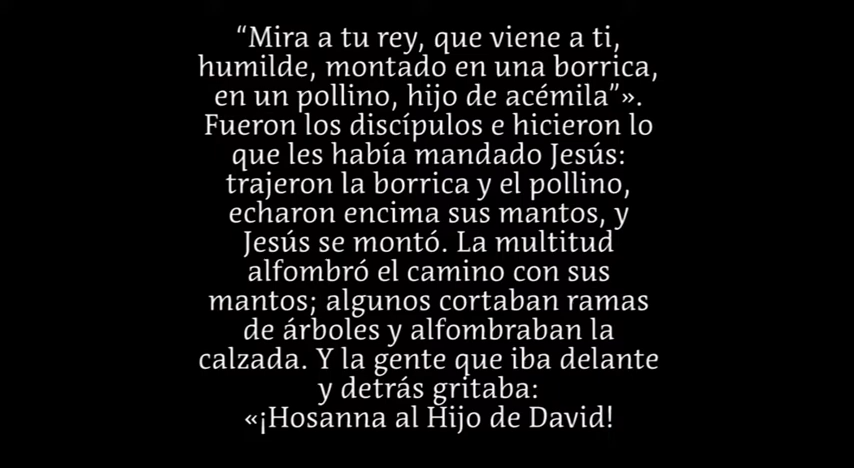 “Mira a tu rey, que viene a ti,
humilde, montado en una borrica,
en un pollino, hijo de acémila”».
Fueron los discípulos e hicieron lo
que les había mandado Jesús:
trajeron la borrica y el pollino,
echaron encima sus mantos, y
Jesús se montó. La multitud
alfombró el camino con sus
mantos; algunos cortaban ramas
de árboles y alfombraban la
calzada. Y la gente que iba delante
y detrás gritaba:
«¡Hosanna al Hijo de David!